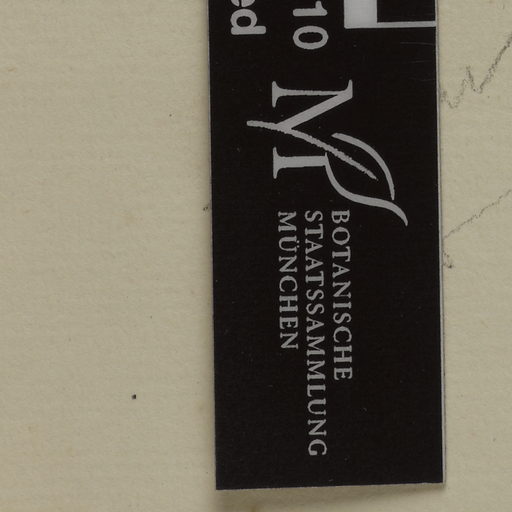 10
ed
BOTANISCHE
STAATSSAMMLUNG
MÜNCHEN